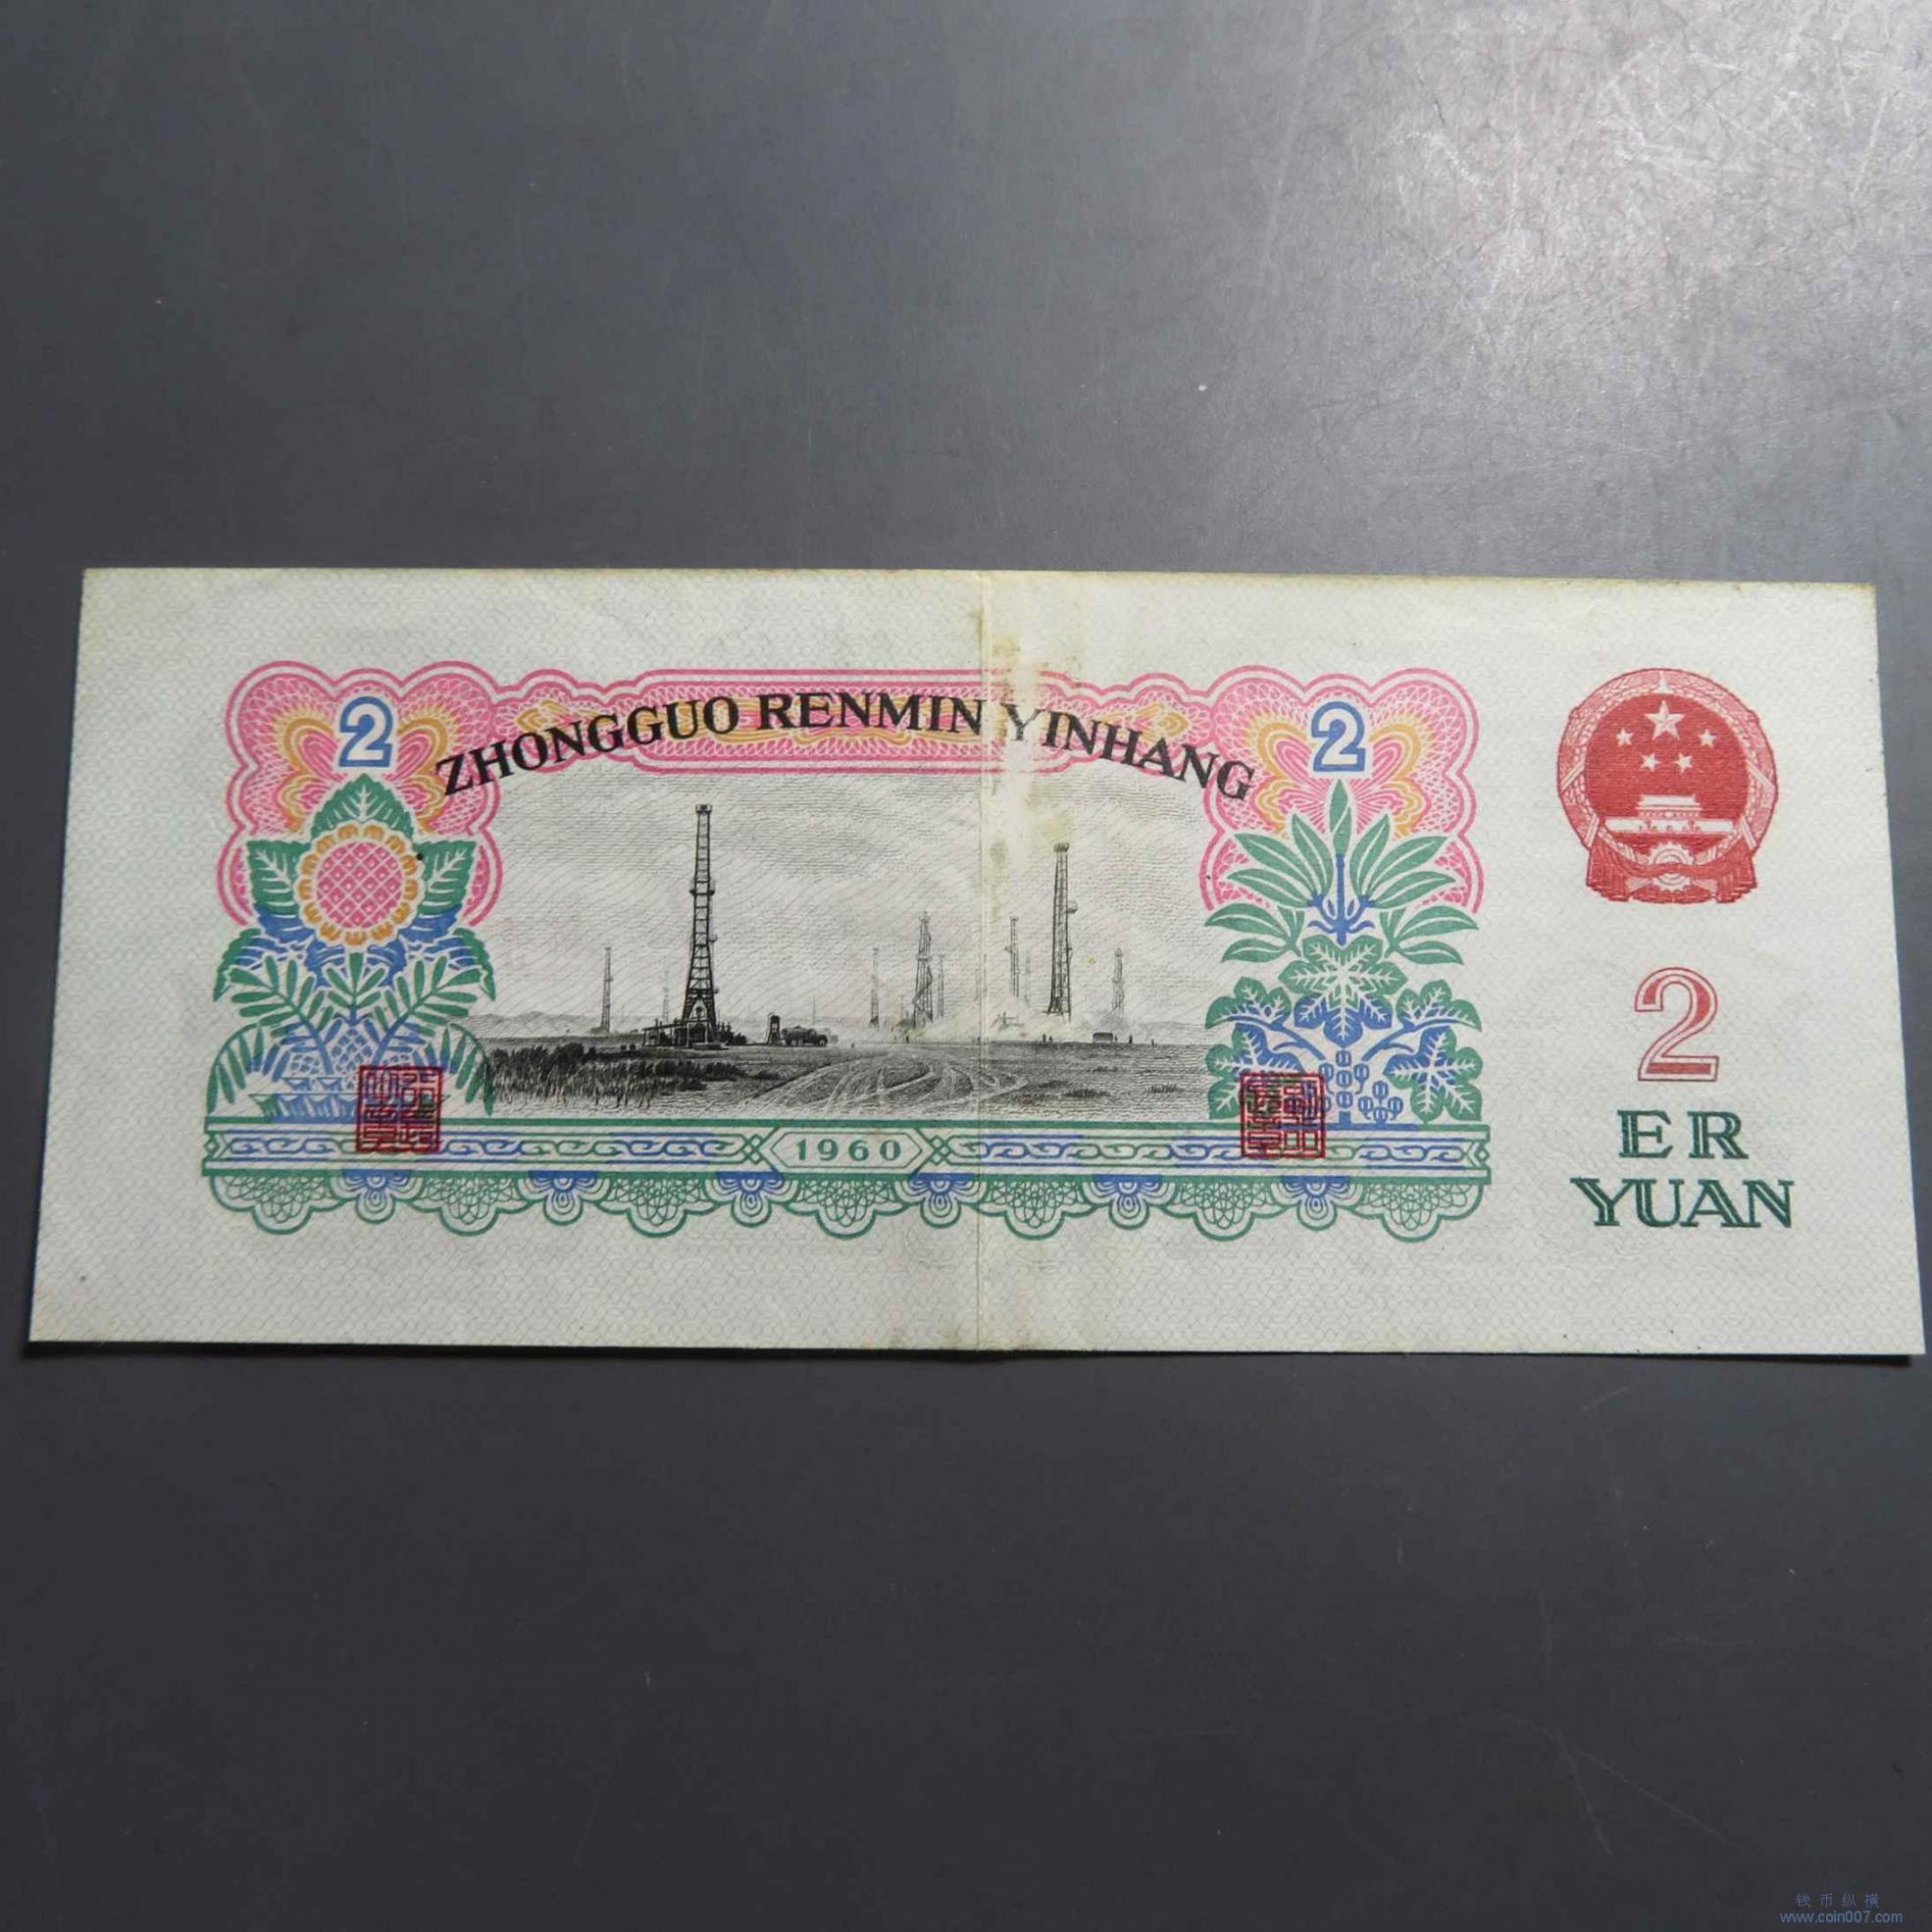 2
2
ZHONGGUO RENMIN YINHANG
2
ER
YUAN
1960
钱币纵横
www.coin007.com